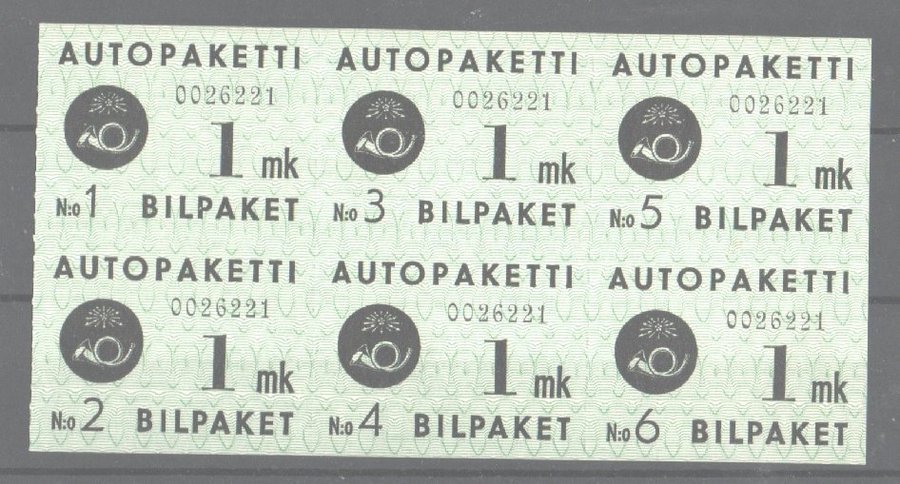 AUTOPAKETTI
0026221
1 mk
N:o 1 BILPAKET
AUTOPAKETTI
0026221
1 mk
N:o 3 BILPAKET
AUTOPAKETTI
0026221
1 mk
N:o 5 BILPAKET
AUTOPAKETTI
0026221
1 mk
N:o 2 BILPAKET
AUTOPAKETTI
0026221
1 mk
N:o 4 BILPAKET
AUTOPAKETTI
0026221
1 mk
N:o 6 BILPAKET